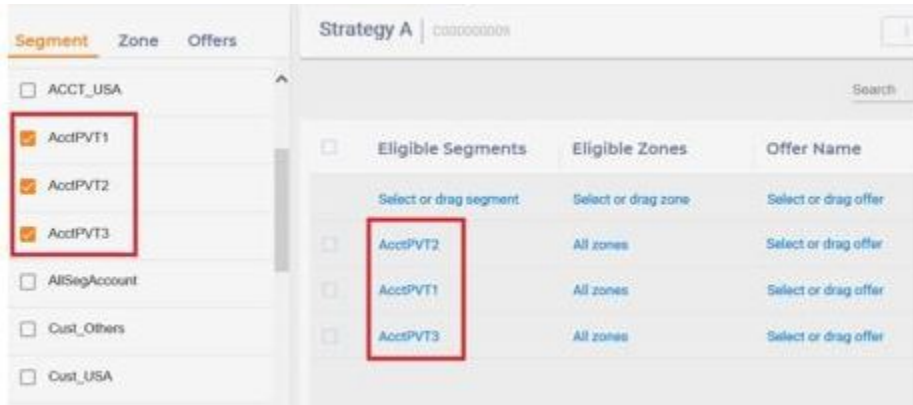 Segment Zone Offers
ACCT_USA
AcctPVT1
AcctPVT2
AcctPVT3
AllSegAccount
Cust_Others
Cust_USA
Strategy A
Search
Eligible Segments Eligible Zones Offer Name
Select or drag segment Select or drag zone Select or drag offer
AcctPVT2 All zones Select or drag offer
AcctPVT1 All zones Select or drag offer
AcctPVT3 All zones Select or drag offer